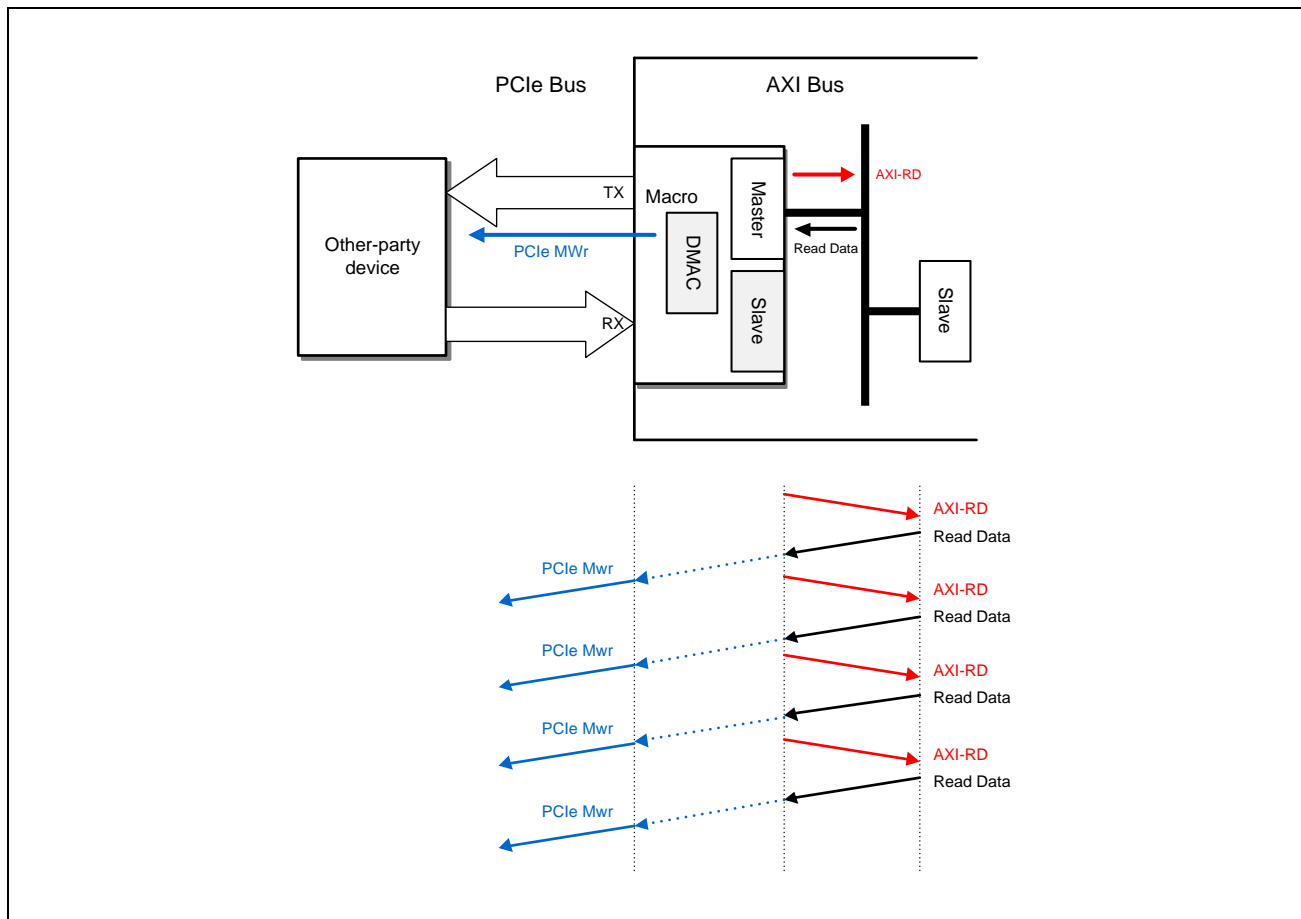 PCIe Bus
AXI Bus
TX
Macro
Master
AXI-RD
Other-party
device
PCIe MWr
DMAC
Read Data
RX
Slave
Slave
AXI-RD
Read Data
PCIe Mwr
AXI-RD
Read Data
PCIe Mwr
AXI-RD
Read Data
PCIe Mwr
AXI-RD
Read Data
PCIe Mwr